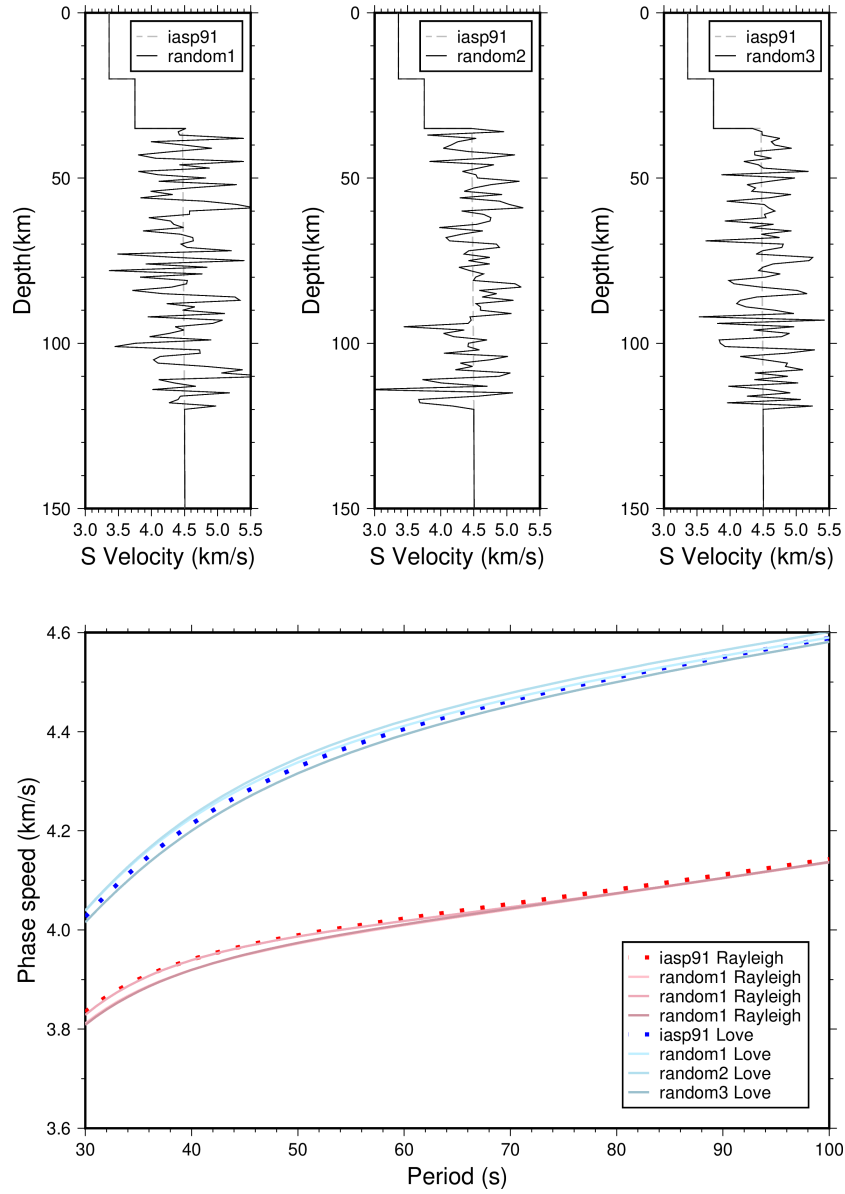 0
50
100
150
Depth(km)
3.0 3.5 4.0 4.5 5.0 5.5
S Velocity (km/s)
iasp91
random1
0
50
100
150
Depth(km)
3.0 3.5 4.0 4.5 5.0 5.5
S Velocity (km/s)
iasp91
random2
0
50
100
150
Depth(km)
3.0 3.5 4.0 4.5 5.0 5.5
S Velocity (km/s)
iasp91
random3
4.6
4.4
4.2
4.0
3.8
3.6
Phase speed (km/s)
iasp91 Rayleigh
random1 Rayleigh
random1 Rayleigh
random1 Rayleigh
iasp91 Love
random1 Love
random2 Love
random3 Love
30 40 50 60 70 80 90 100
Period (s)